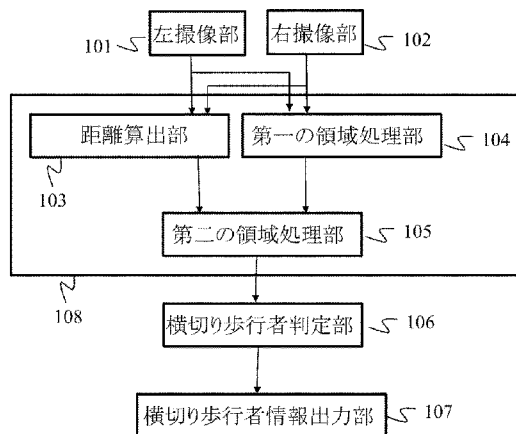 101
左撮像部
右撮像部
102
距離算出部
103
第一の領域処理部
104
第二の領域処理部
105
108
横切り歩行者判定部
106
横切り歩行者情報出力部
107